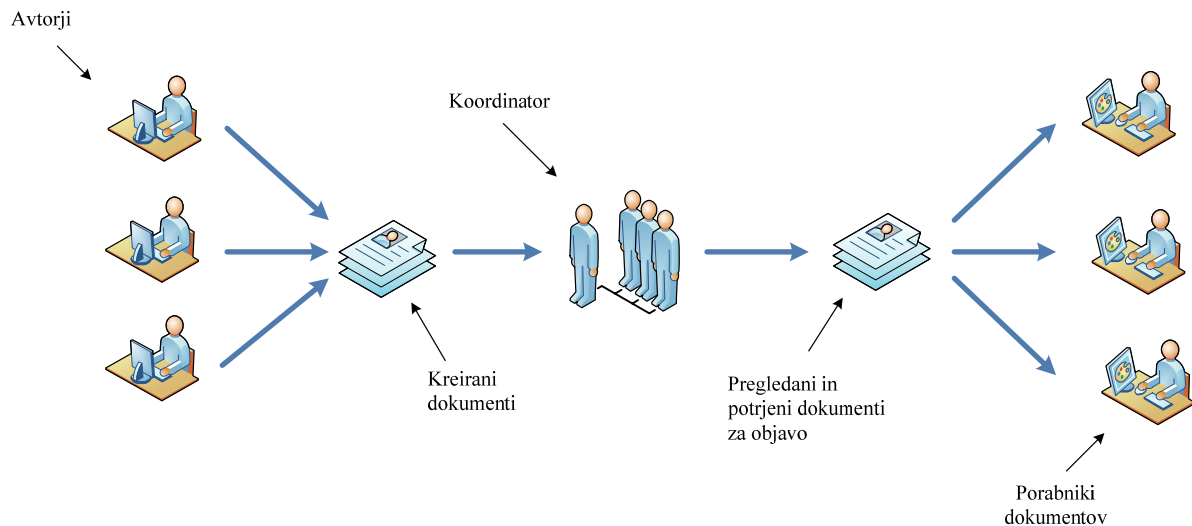 Avtorji
Koordinator
Kreirani
dokumenti
Pregledani in
potrjeni dokumenti
za objavo
Porabniki
dokumentov